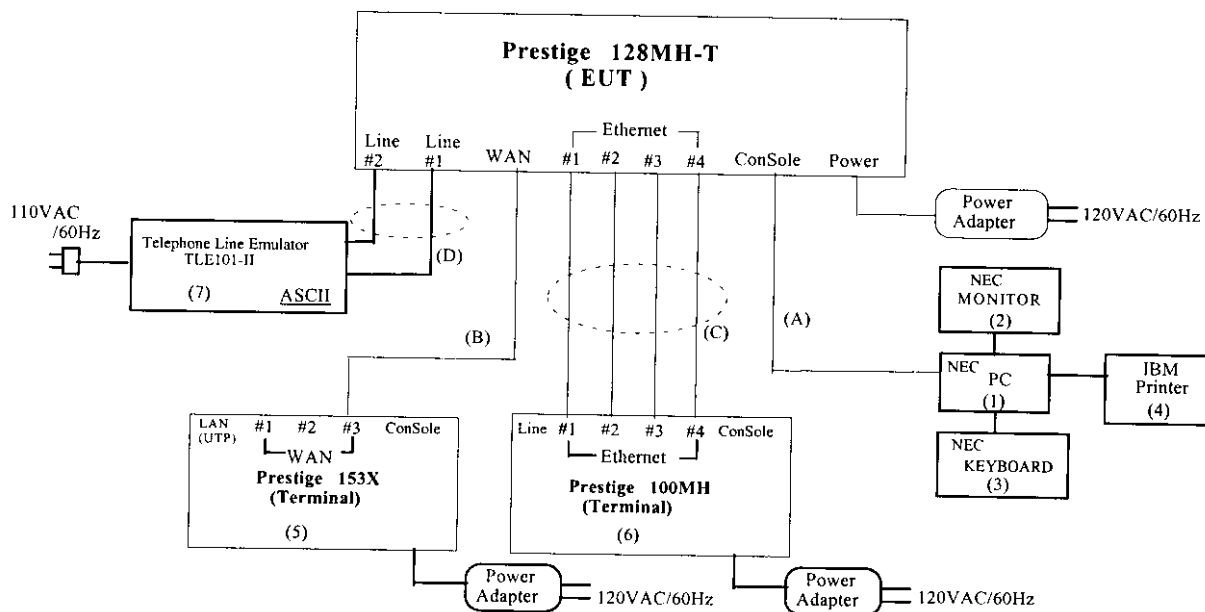 Prestige 128MH-T
( EUT )
Ethernet
Line
#2
Line
#1
WAN
#1
#2
#3
#4
ConSole
Power
110VAC
/60Hz
Telephone Line Emulator
TLE101-II
(7)
ASCII
(D)
Power
Adapter
120VAC/60Hz
NEC
MONITOR
(2)
(A)
(C)
(B)
NEC
PC
(1)
IBM
Printer
(4)
NEC
KEYBOARD
(3)
LAN
(UTP)
#1
#2
#3
ConSole
WAN
Prestige 153X
(Terminal)
(5)
Line
#1
#2
#3
#4
ConSole
Ethernet
Prestige 100MH
(Terminal)
(6)
Power
Adapter
120VAC/60Hz
Power
Adapter
120VAC/60Hz